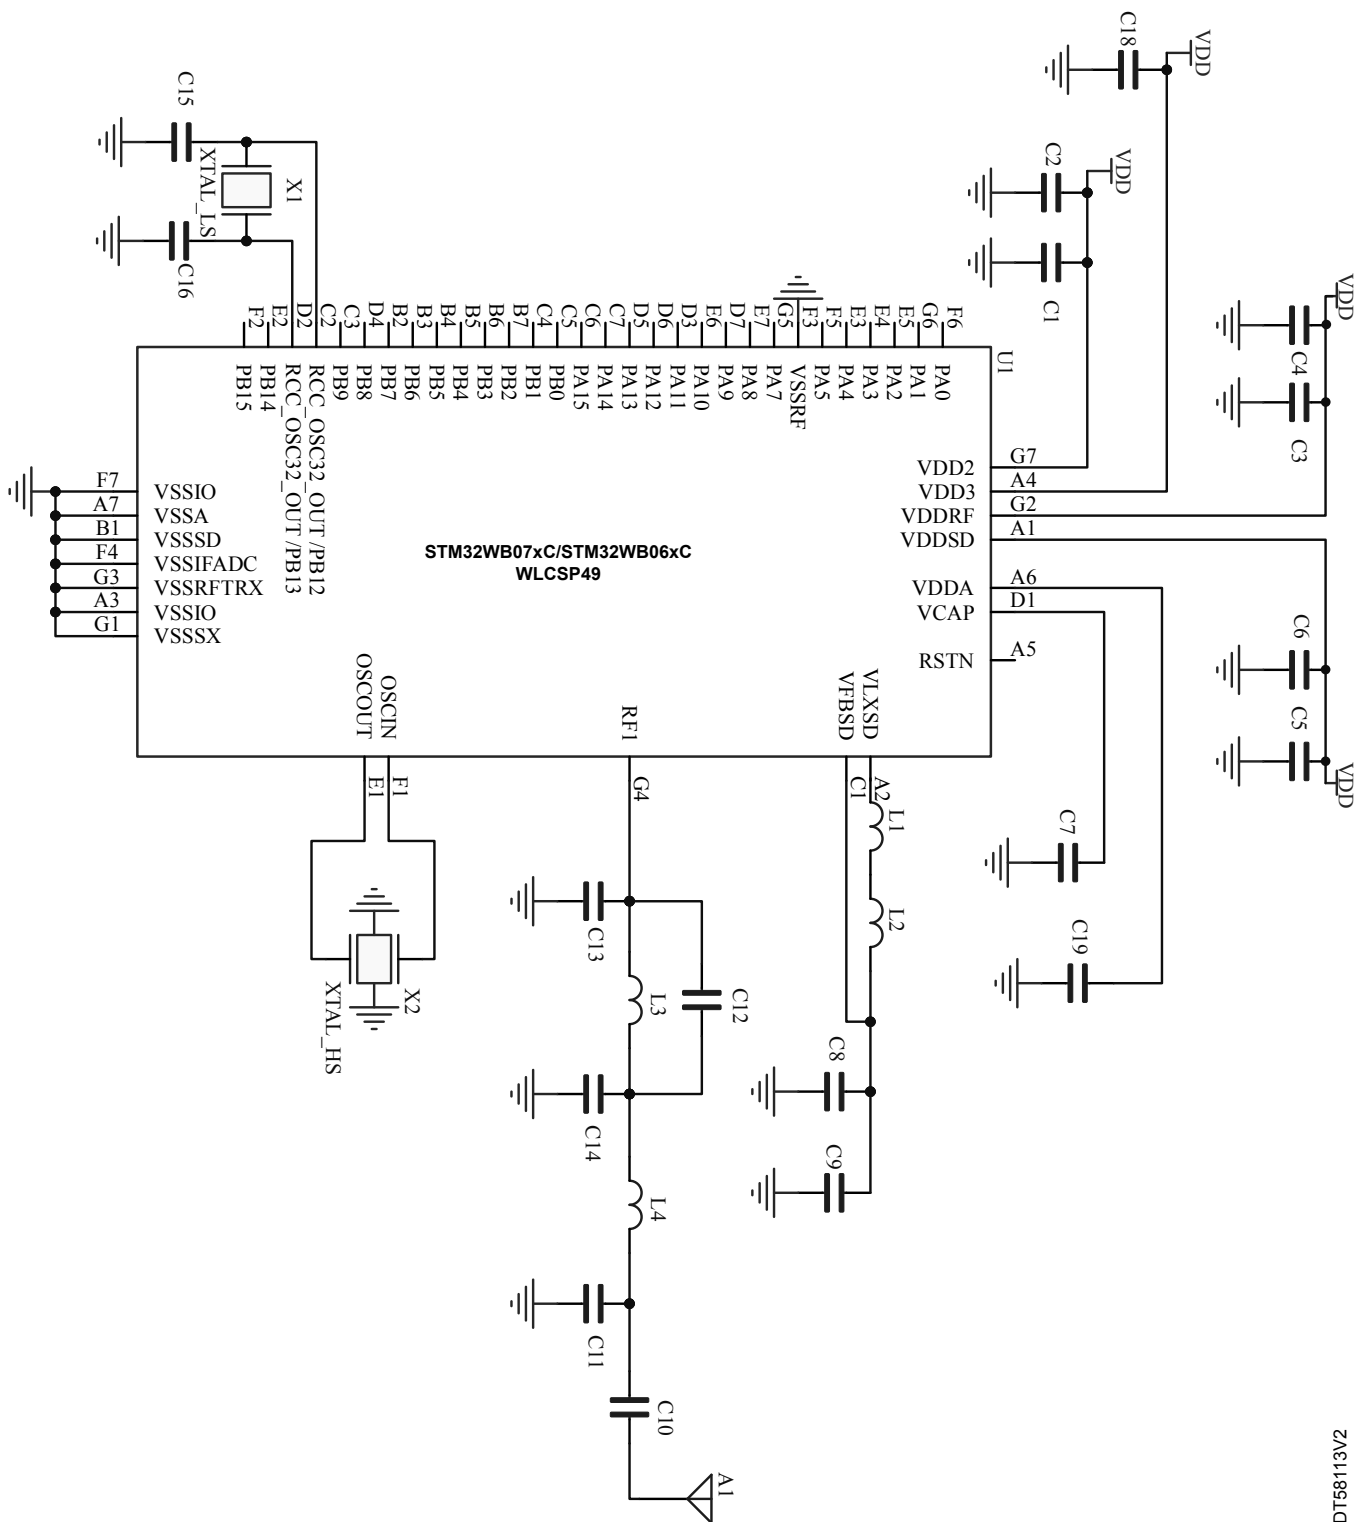 C18
VDD
C2
VDD
C1
C15
X1
XTAL_LS
C16
VDD
C4
C3
F2
E2
D2
C2
C3
D4
B2
B3
B4
B5
B6
B7
C4
C5
C6
C7
D5
D6
D3
E6
D7
E7
G5
F3
F5
E3
E4
E5
G6
F6
U1
PB15
PB14
RCC_OSC32_OUT /PB13
RCC_OSC32_OUT /PB12
PB9
PB8
PB7
PB6
PB5
PB4
PB3
PB2
PB1
PB0
PA15
PA14
PA13
PA12
PA11
PA10
PA9
PA8
PA7
VSSRF
PA5
PA4
PA3
PA2
PA1
PA0
F7 VSSIO
A7 VSSA
B1 VSSSD
F4 VSSIFADC
G3 VSSRFTRX
A3 VSSIO
G1 VSSSX
STM32WB07xC/STM32WB06xC
WLCSP49
VDD2 G7
VDD3 A4
VDDRF G2
VDDSD A1
VDDA A6
VCAP D1
RSTN A5
C6
C5
VDD
OSCOUT
OSCIN
RF1
VFBSD
VLXSD
E1
F1
G4
C1
A2
L1
L2
C7
C19
X2
XTAL_HS
C13
L3
C12
C14
C8
C9
L4
C11
C10
A1
DT58113V2